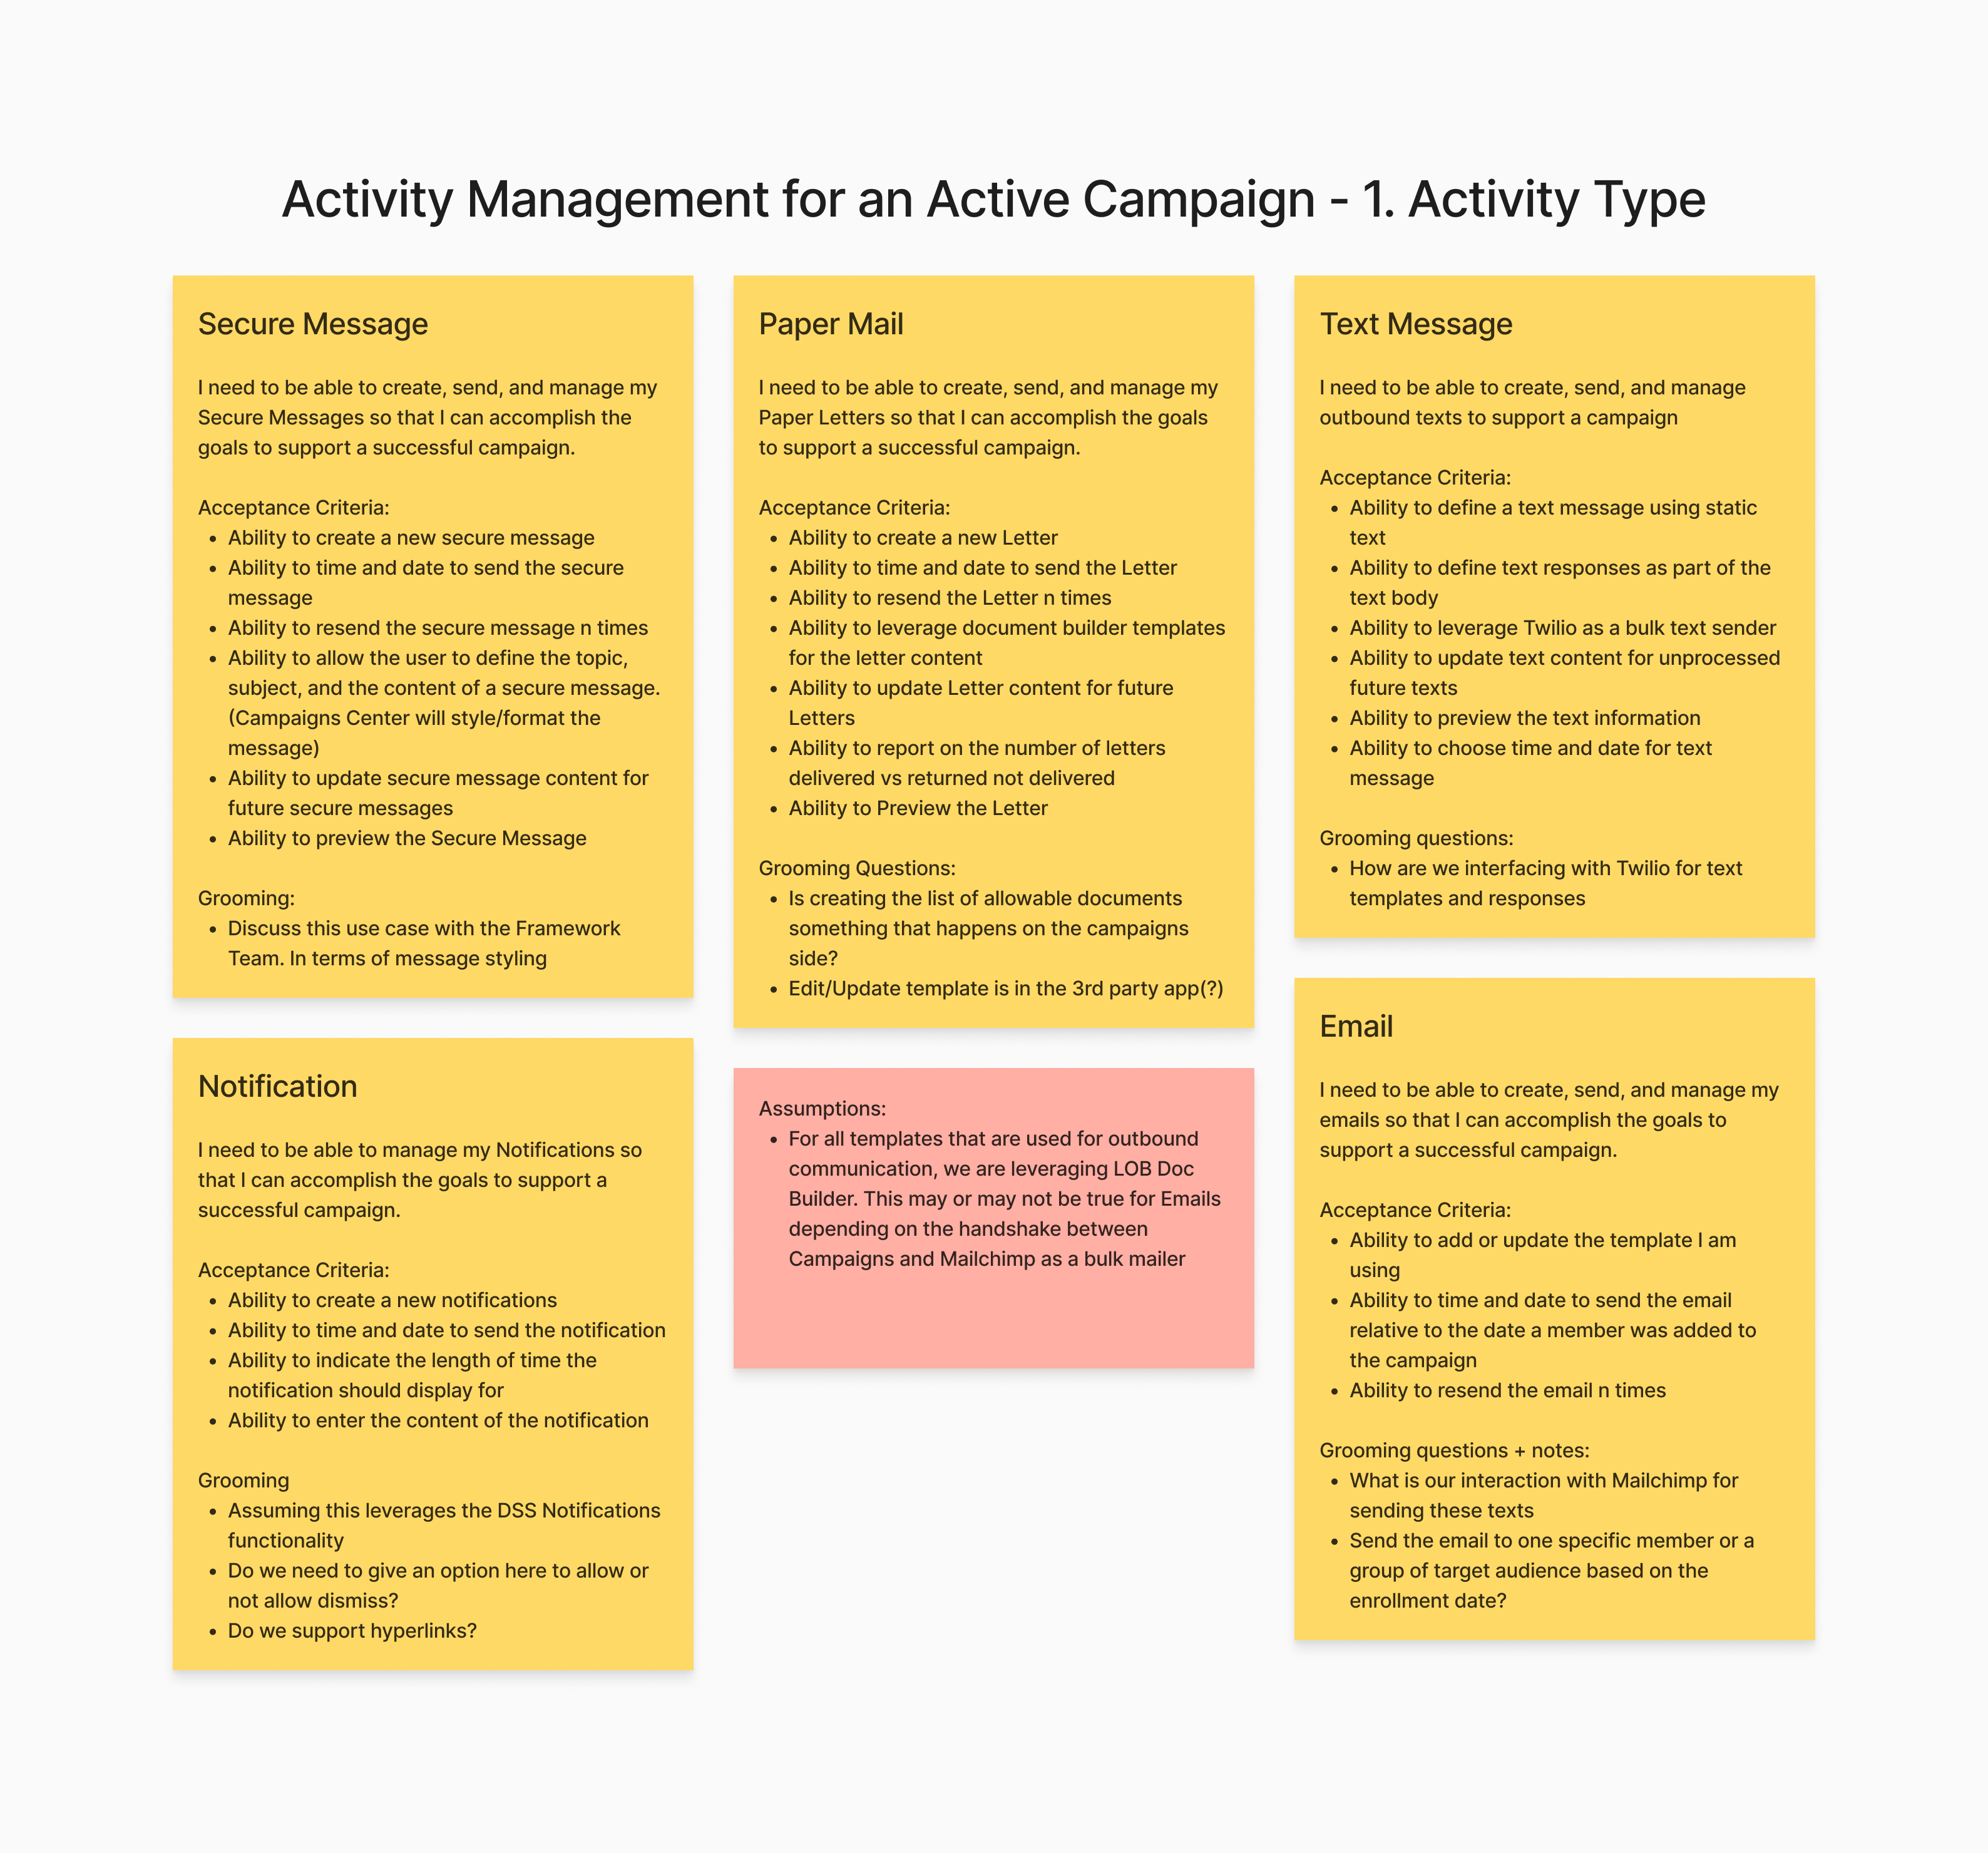 Activity Management for an Active Campaign - 1. Activity Type
Secure Message
I need to be able to create, send, and manage my
Secure Messages so that I can accomplish the
goals to support a successful campaign.
Acceptance Criteria:
• Ability to create a new secure message
• Ability to time and date to send the secure
message
• Ability to resend the secure message n times
• Ability to allow the user to define the topic,
subject, and the content of a secure message.
(Campaigns Center will style/format the
message)
• Ability to update secure message content for
future secure messages
• Ability to preview the Secure Message
Grooming:
• Discuss this use case with the Framework
Team. In terms of message styling
Notification
I need to be able to manage my Notifications so
that I can accomplish the goals to support a
successful campaign.
Acceptance Criteria:
• Ability to create a new notifications
• Ability to time and date to send the notification
• Ability to indicate the length of time the
notification should display for
• Ability to enter the content of the notification
Grooming
• Assuming this leverages the DSS Notifications
functionality
• Do we need to give an option here to allow or
not allow dismiss?
• Do we support hyperlinks?
Paper Mail
I need to be able to create, send, and manage my
Paper Letters so that I can accomplish the goals
to support a successful campaign.
Acceptance Criteria:
• Ability to create a new Letter
• Ability to time and date to send the Letter
• Ability to resend the Letter n times
• Ability to leverage document builder templates
for the letter content
• Ability to update Letter content for future
Letters
• Ability to report on the number of letters
delivered vs returned not delivered
• Ability to Preview the Letter
Grooming Questions:
• Is creating the list of allowable documents
something that happens on the campaigns
side?
• Edit/Update template is in the 3rd party app(?)
Assumptions:
• For all templates that are used for outbound
communication, we are leveraging LOB Doc
Builder. This may or may not be true for Emails
depending on the handshake between
Campaigns and Mailchimp as a bulk mailer
Text Message
I need to be able to create, send, and manage
outbound texts to support a campaign
Acceptance Criteria:
• Ability to define a text message using static
text
• Ability to define text responses as part of the
text body
• Ability to leverage Twilio as a bulk text sender
• Ability to update text content for unprocessed
future texts
• Ability to preview the text information
• Ability to choose time and date for text
message
Grooming questions:
• How are we interfacing with Twilio for text
templates and responses
Email
I need to be able to create, send, and manage my
emails so that I can accomplish the goals to
support a successful campaign.
Acceptance Criteria:
• Ability to add or update the template I am
using
• Ability to time and date to send the email
relative to the date a member was added to
the campaign
• Ability to resend the email n times
Grooming questions + notes:
• What is our interaction with Mailchimp for
sending these texts
• Send the email to one specific member or a
group of target audience based on the
enrollment date?